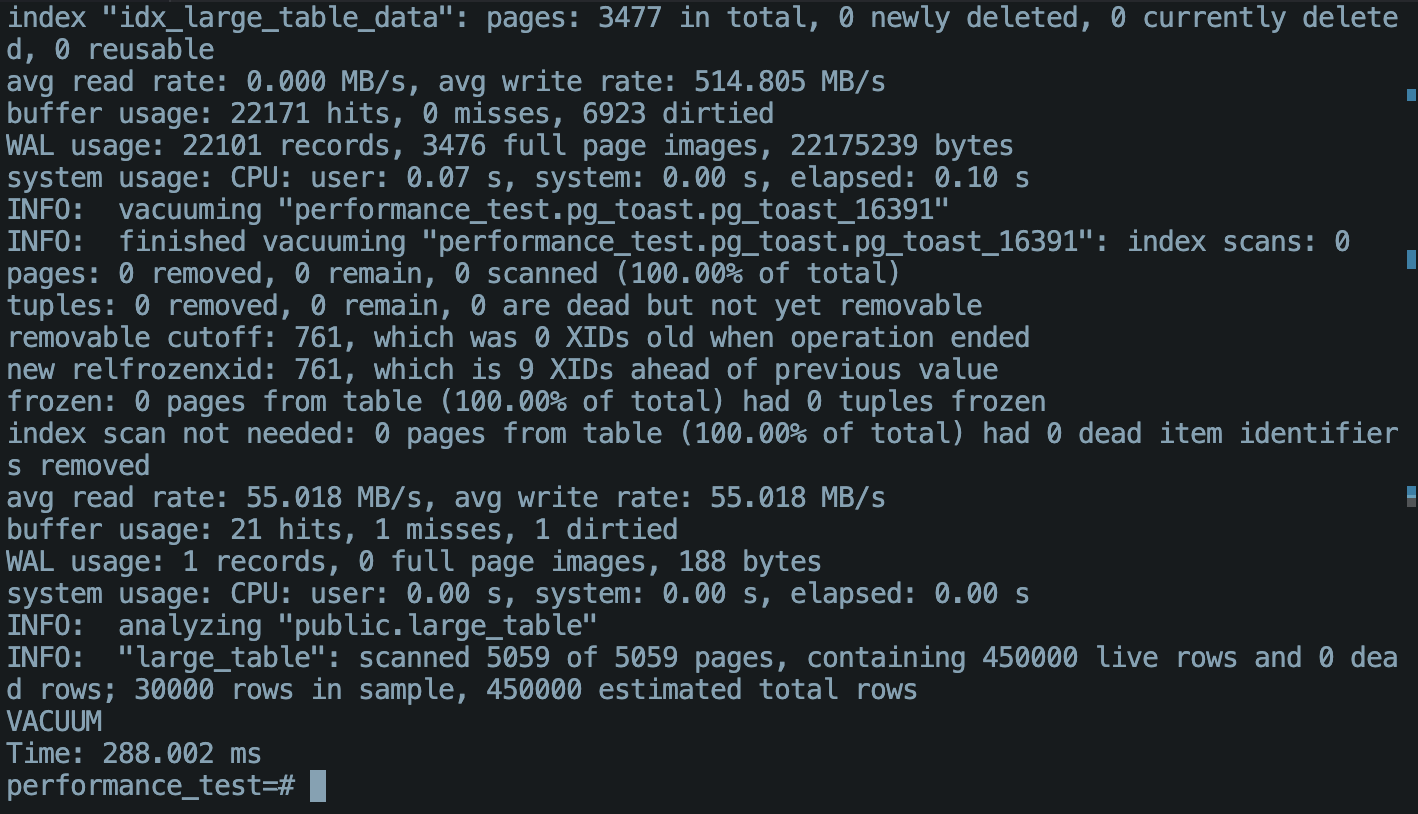 index "idx_large_table_data": pages: 3477 in total, 0 newly deleted, 0 currently delete
d, 0 reusable
avg read rate: 0.000 MB/s, avg write rate: 514.805 MB/s
buffer usage: 22171 hits, 0 misses, 6923 dirtied
WAL usage: 22101 records, 3476 full page images, 22175239 bytes
system usage: CPU: user: 0.07 s, system: 0.00 s, elapsed: 0.10 s
INFO:  vacuuming "performance_test.pg_toast.pg_toast_16391"
INFO:  finished vacuuming "performance_test.pg_toast.pg_toast_16391": index scans: 0
pages: 0 removed, 0 remain, 0 scanned (100.00% of total)
tuples: 0 removed, 0 remain, 0 are dead but not yet removable
removable cutoff: 761, which was 0 XIDs old when operation ended
new relfrozenxid: 761, which is 9 XIDs ahead of previous value
frozen: 0 pages from table (100.00% of total) had 0 tuples frozen
index scan not needed: 0 pages from table (100.00% of total) had 0 dead item identifier
s removed
avg read rate: 55.018 MB/s, avg write rate: 55.018 MB/s
buffer usage: 21 hits, 1 misses, 1 dirtied
WAL usage: 1 records, 0 full page images, 188 bytes
system usage: CPU: user: 0.00 s, system: 0.00 s, elapsed: 0.00 s
INFO:  analyzing "public.large_table"
INFO:  "large_table": scanned 5059 of 5059 pages, containing 450000 live rows and 0 dea
d rows; 30000 rows in sample, 450000 estimated total rows
VACUUM
Time: 288.002 ms
performance_test=#